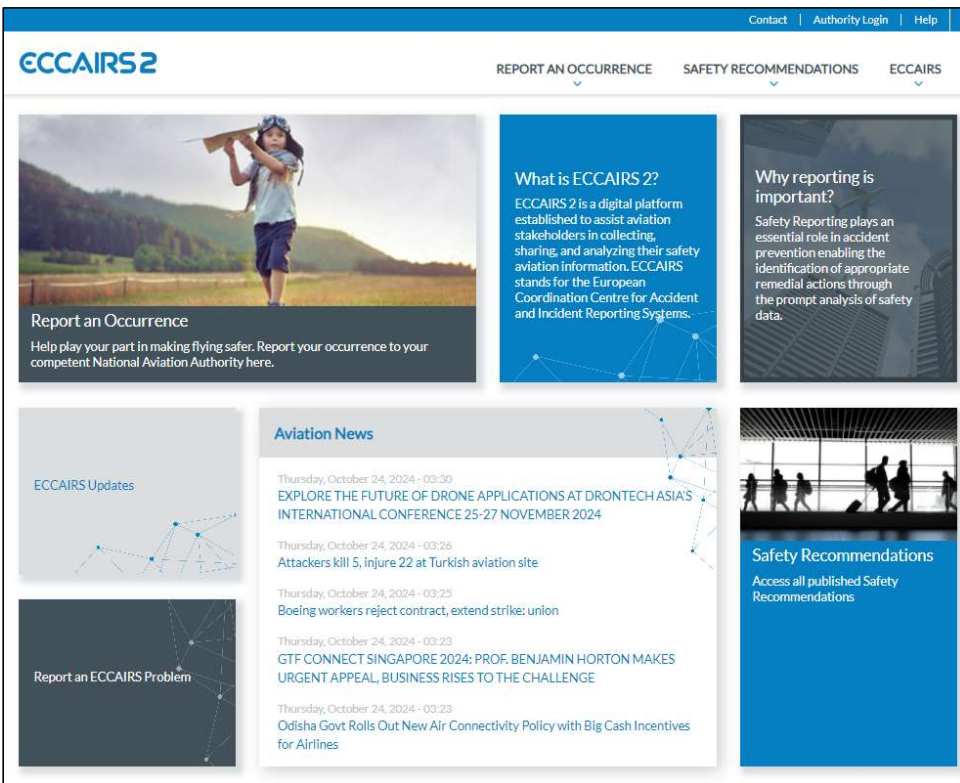 Contact | Authority Login | Help
ECCAIRS 2
REPORT AN OCCURRENCE SAFETY RECOMMENDATIONS ECCAIRS
Report an Occurrence
Help play your part in making flying safer. Report your occurrence to your
competent National Aviation Authority here.
What is ECCAIRS 2?
ECCAIRS 2 is a digital platform
established to assist aviation
stakeholders in collecting,
sharing, and analyzing their safety
aviation information. ECCAIRS
stands for the European
Coordination Centre for Accident
and Incident Reporting Systems.
Why reporting is
important?
Safety Reporting plays an
essential role in accident
prevention enabling the
identification of appropriate
remedial actions through
the prompt analysis of safety
data.
ECCAIRS Updates
Report an ECCAIRS Problem
Aviation News
Thursday, October 24, 2024 - 03:30
EXPLORE THE FUTURE OF DRONE APPLICATIONS AT DRONTECH ASIA'S
INTERNATIONAL CONFERENCE 25-27 NOVEMBER 2024
Thursday, October 24, 2024 - 03:26
Attackers kill 5, injure 22 at Turkish aviation site
Thursday, October 24, 2024 - 03:25
Boeing workers reject contract, extend strike: union
Thursday, October 24, 2024 - 03:23
GTF CONNECT SINGAPORE 2024: PROF. BENJAMIN HORTON MAKES
URGENT APPEAL, BUSINESS RISES TO THE CHALLENGE
Thursday, October 24, 2024 - 03:23
Odisha Govt Rolls Out New Air Connectivity Policy with Big Cash Incentives
for Airlines
Safety Recommendations
Access all published Safety
Recommendations